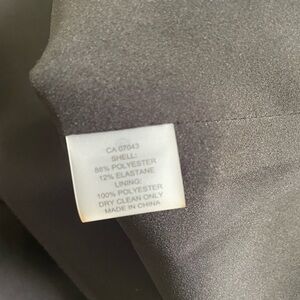 CA 07043
SHELL:
88% POLYESTER
12% ELASTANE
LINING:
100% POLYESTER
DRY CLEAN ONLY
MADE IN CHINA